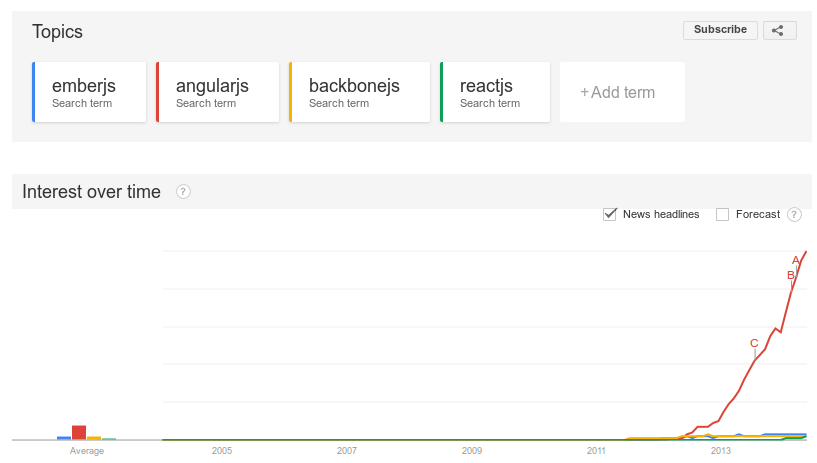 Topics
Subscribe
emberjs
Search term
angularjs
Search term
backbonejs
Search term
reactjs
Search term
+Add term
Interest over time ?
News headlines Forecast ?
A
B
C
Average 2005 2007 2009 2011 2013